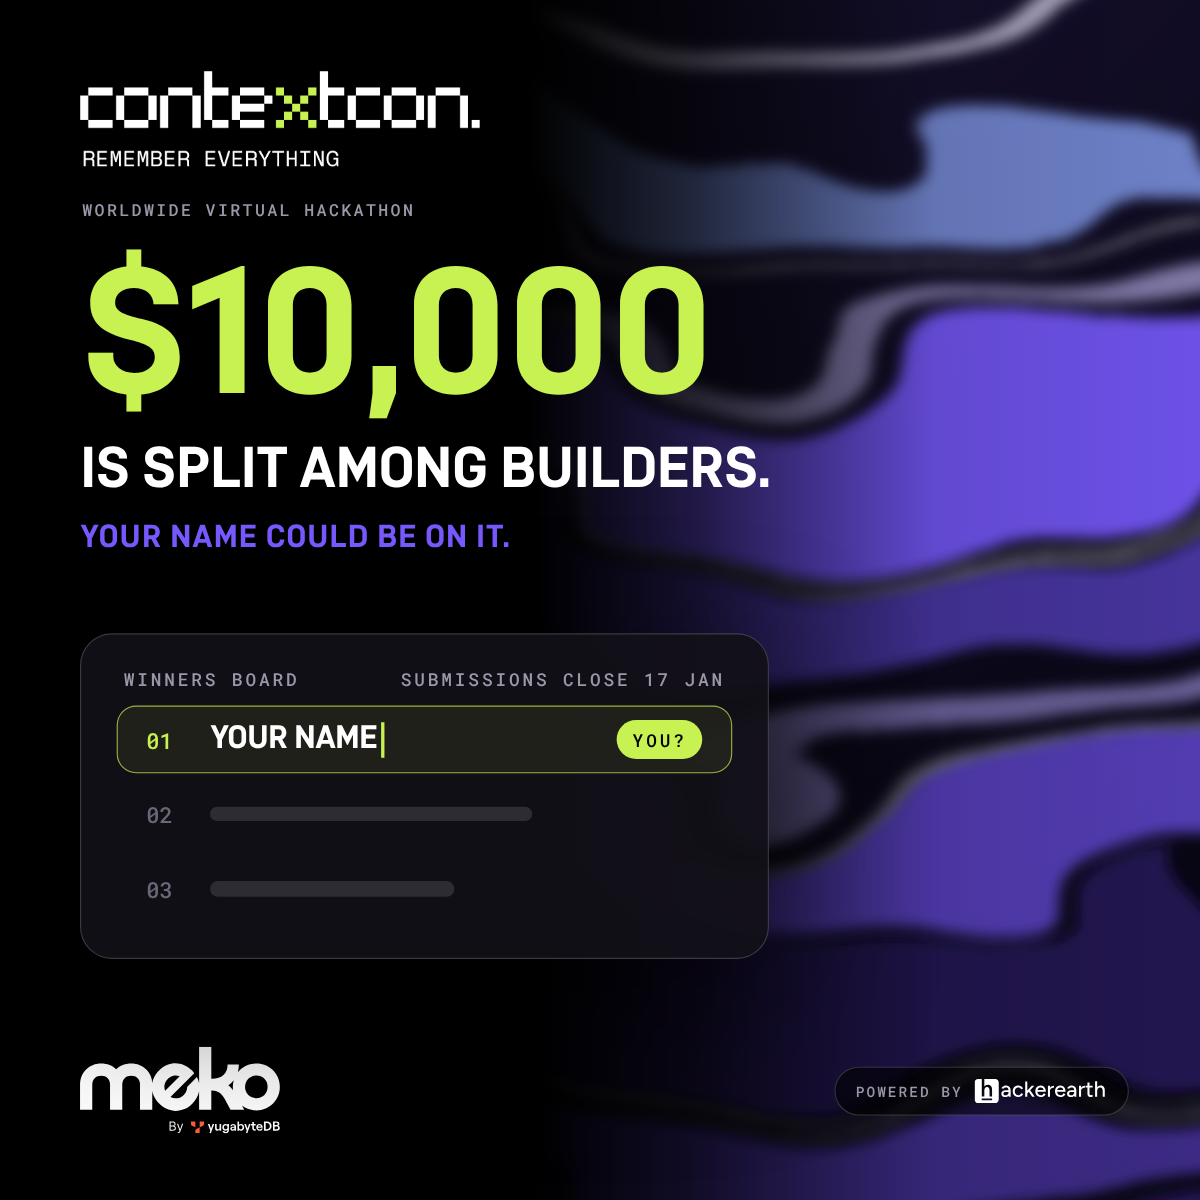 contextcon.
REMEMBER EVERYTHING
WORLDWIDE VIRTUAL HACKATHON
$10,000
IS SPLIT AMONG BUILDERS.
YOUR NAME COULD BE ON IT.
WINNERS BOARD SUBMISSIONS CLOSE 17 JAN
01 YOUR NAME YOU?
02
03
meko
By yugabyteDB
POWERED BY hackerearth